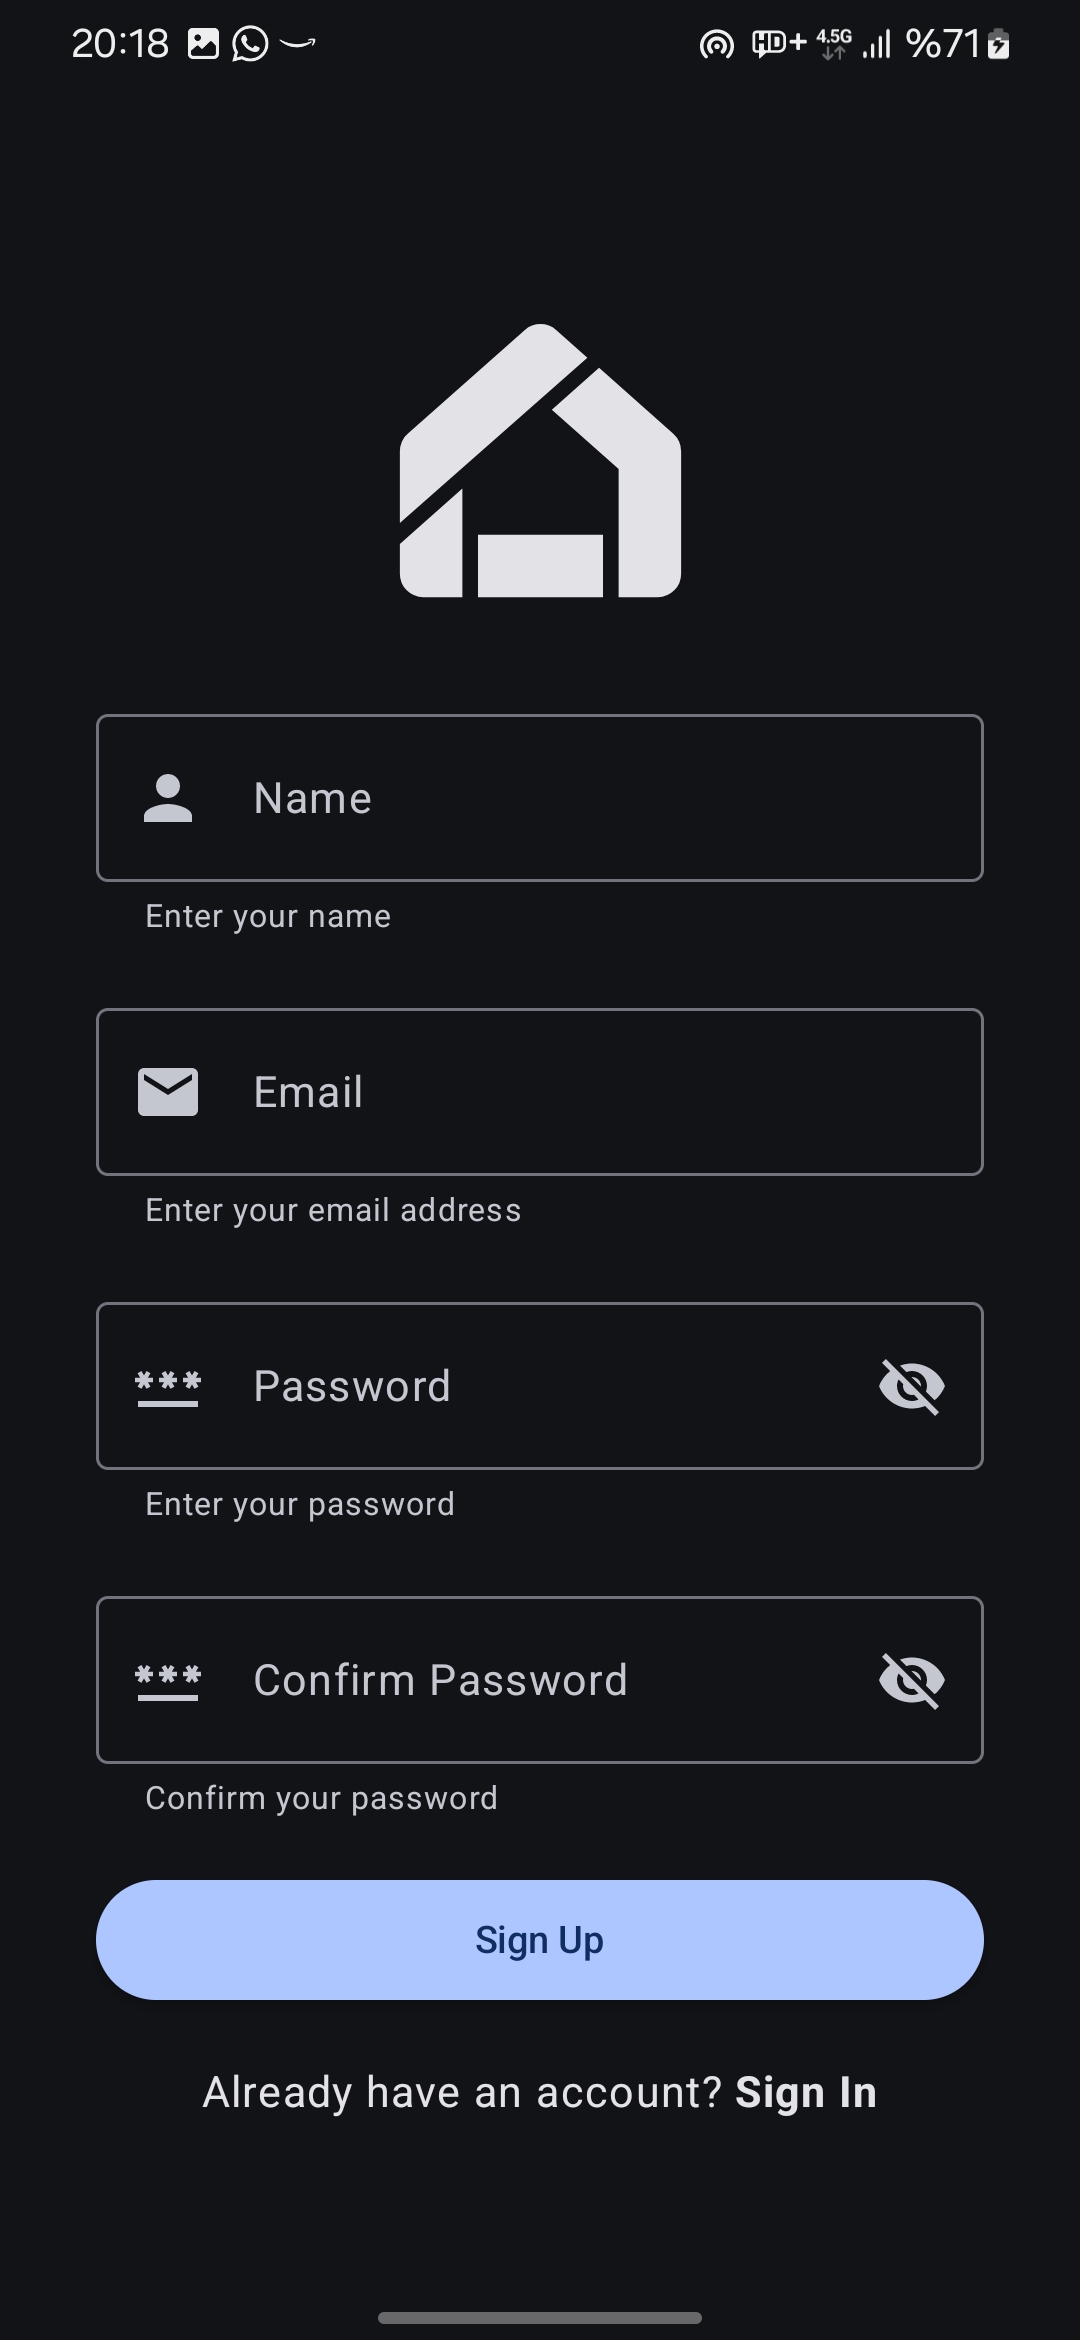 20:18 HD+ 4.5G %71
Name
Enter your name
Email
Enter your email address
*** Password
Enter your password
*** Confirm Password
Confirm your password
Sign Up
Already have an account? Sign In